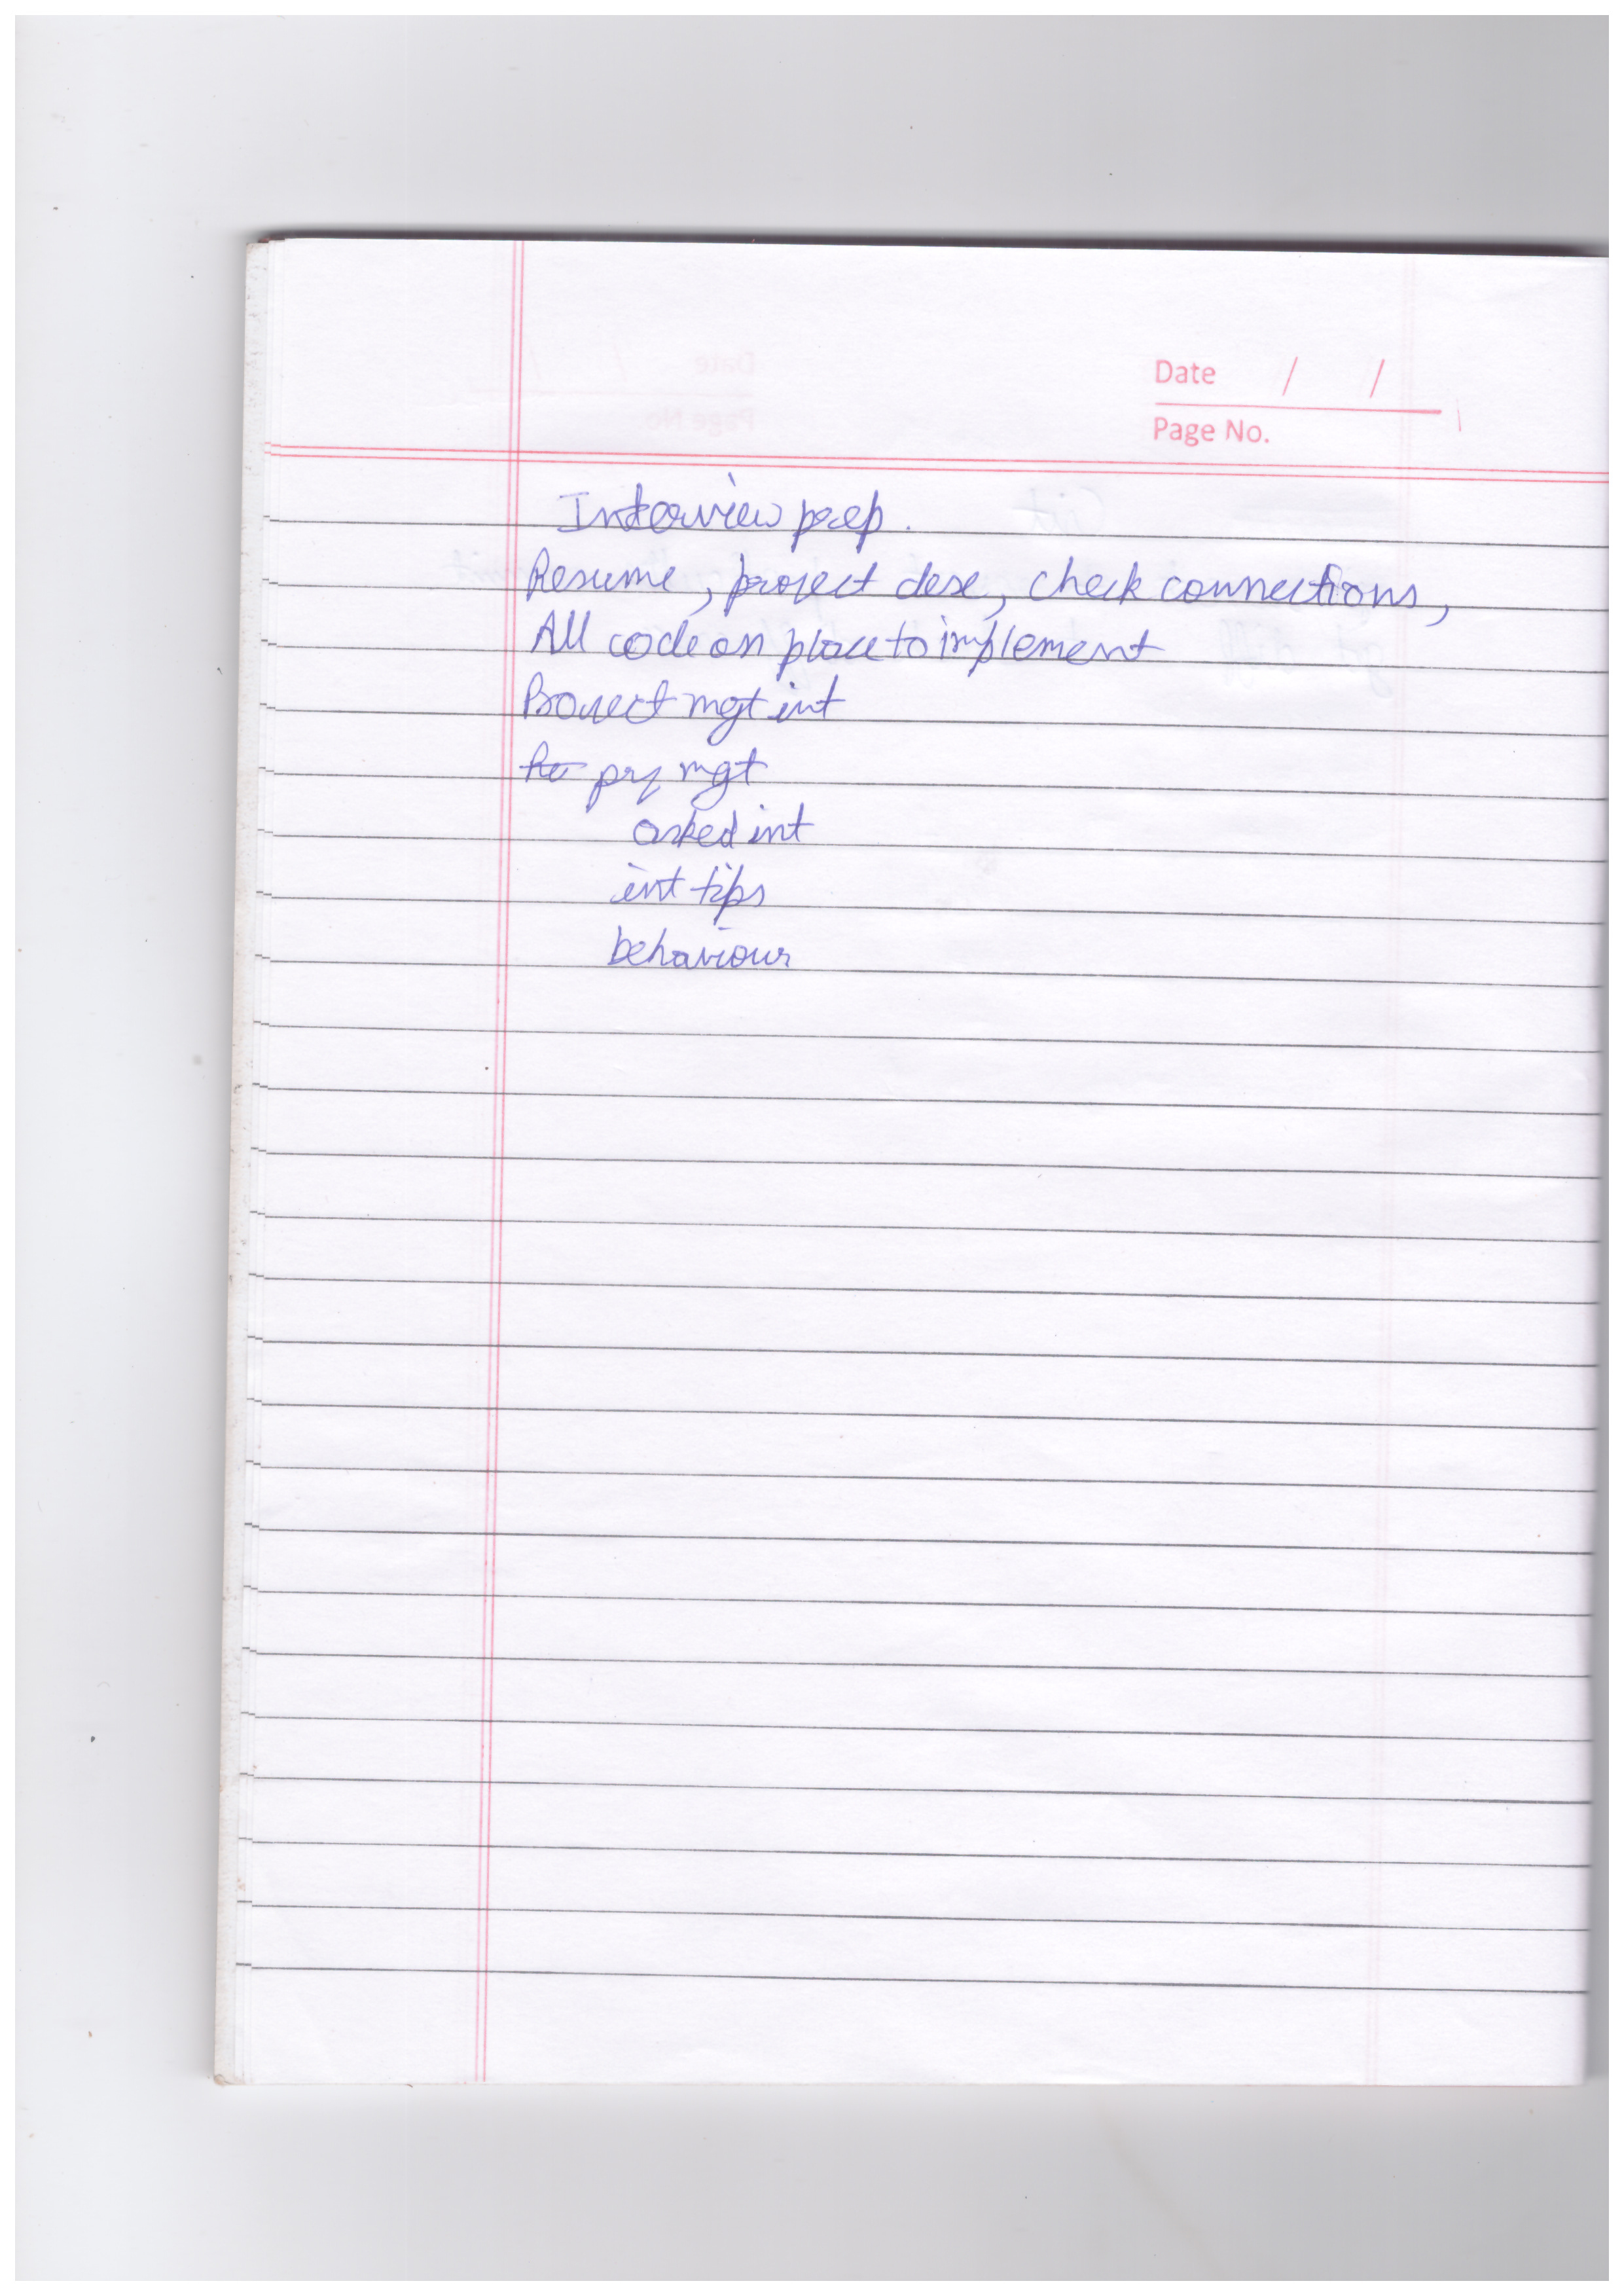 Date / /
Page No.
Interview prep.
Resume, project desc, check connections,
All code on place to implement
Project mgt int
prj mgt
asked int
int tips
behaviour